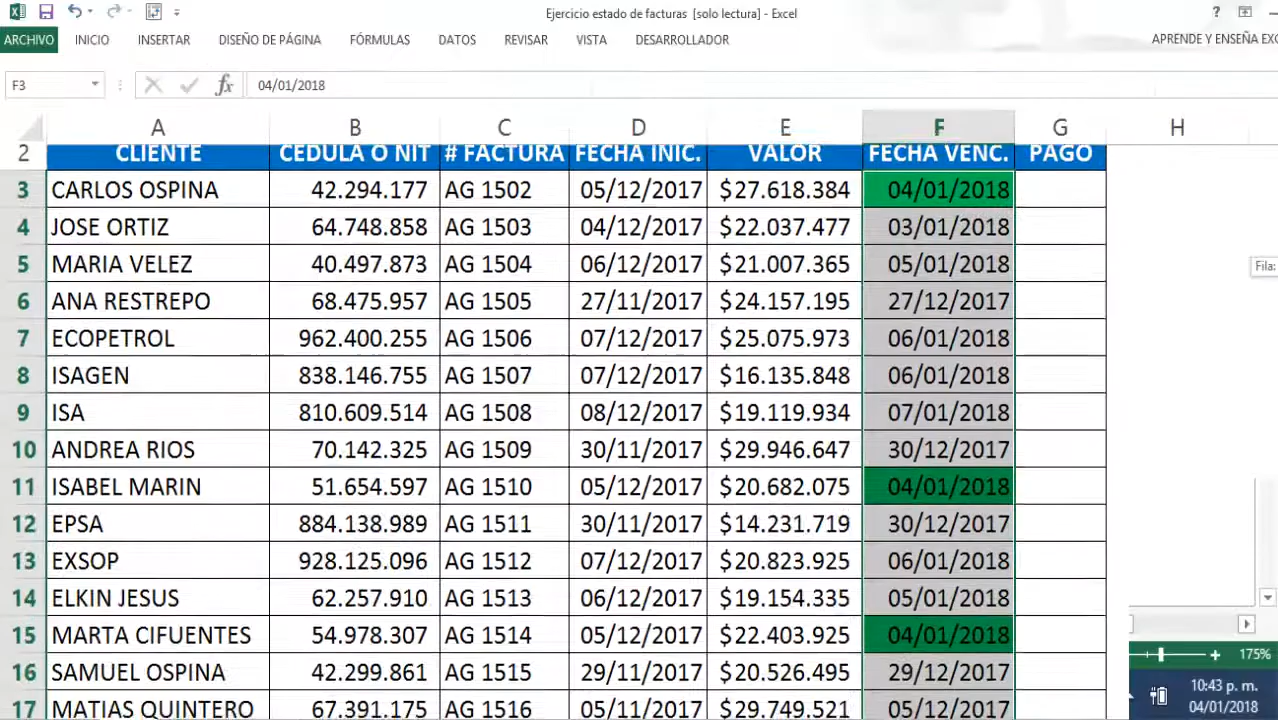 Ejercicio estado de facturas [solo lectura] - Excel
?
ARCHIVO INICIO INSERTAR DISEÑO DE PÁGINA FÓRMULAS DATOS REVISAR VISTA DESARROLLADOR APRENDE Y ENSEÑA EXC
F3 fx 04/01/2018
A B C D E F G H
2 CLIENTE CEDULA O NIT # FACTURA FECHA INIC. VALOR FECHA VENC. PAGO
3 CARLOS OSPINA 42.294.177 AG 1502 05/12/2017 $27.618.384 04/01/2018
4 JOSE ORTIZ 64.748.858 AG 1503 04/12/2017 $22.037.477 03/01/2018
5 MARIA VELEZ 40.497.873 AG 1504 06/12/2017 $21.007.365 05/01/2018
Fila:
6 ANA RESTREPO 68.475.957 AG 1505 27/11/2017 $24.157.195 27/12/2017
7 ECOPETROL 962.400.255 AG 1506 07/12/2017 $25.075.973 06/01/2018
8 ISAGEN 838.146.755 AG 1507 07/12/2017 $16.135.848 06/01/2018
9 ISA 810.609.514 AG 1508 08/12/2017 $19.119.934 07/01/2018
10 ANDREA RIOS 70.142.325 AG 1509 30/11/2017 $29.946.647 30/12/2017
11 ISABEL MARIN 51.654.597 AG 1510 05/12/2017 $20.682.075 04/01/2018
12 EPSA 884.138.989 AG 1511 30/11/2017 $14.231.719 30/12/2017
13 EXSOP 928.125.096 AG 1512 07/12/2017 $20.823.925 06/01/2018
14 ELKIN JESUS 62.257.910 AG 1513 06/12/2017 $19.154.335 05/01/2018
15 MARTA CIFUENTES 54.978.307 AG 1514 05/12/2017 $22.403.925 04/01/2018
175%
16 SAMUEL OSPINA 42.299.861 AG 1515 29/11/2017 $20.526.495 29/12/2017
10:43 p. m.
17 MATIAS QUINTERO 67.391.175 AG 1516 05/11/2017 $29.749.521 05/12/2017
04/01/2018